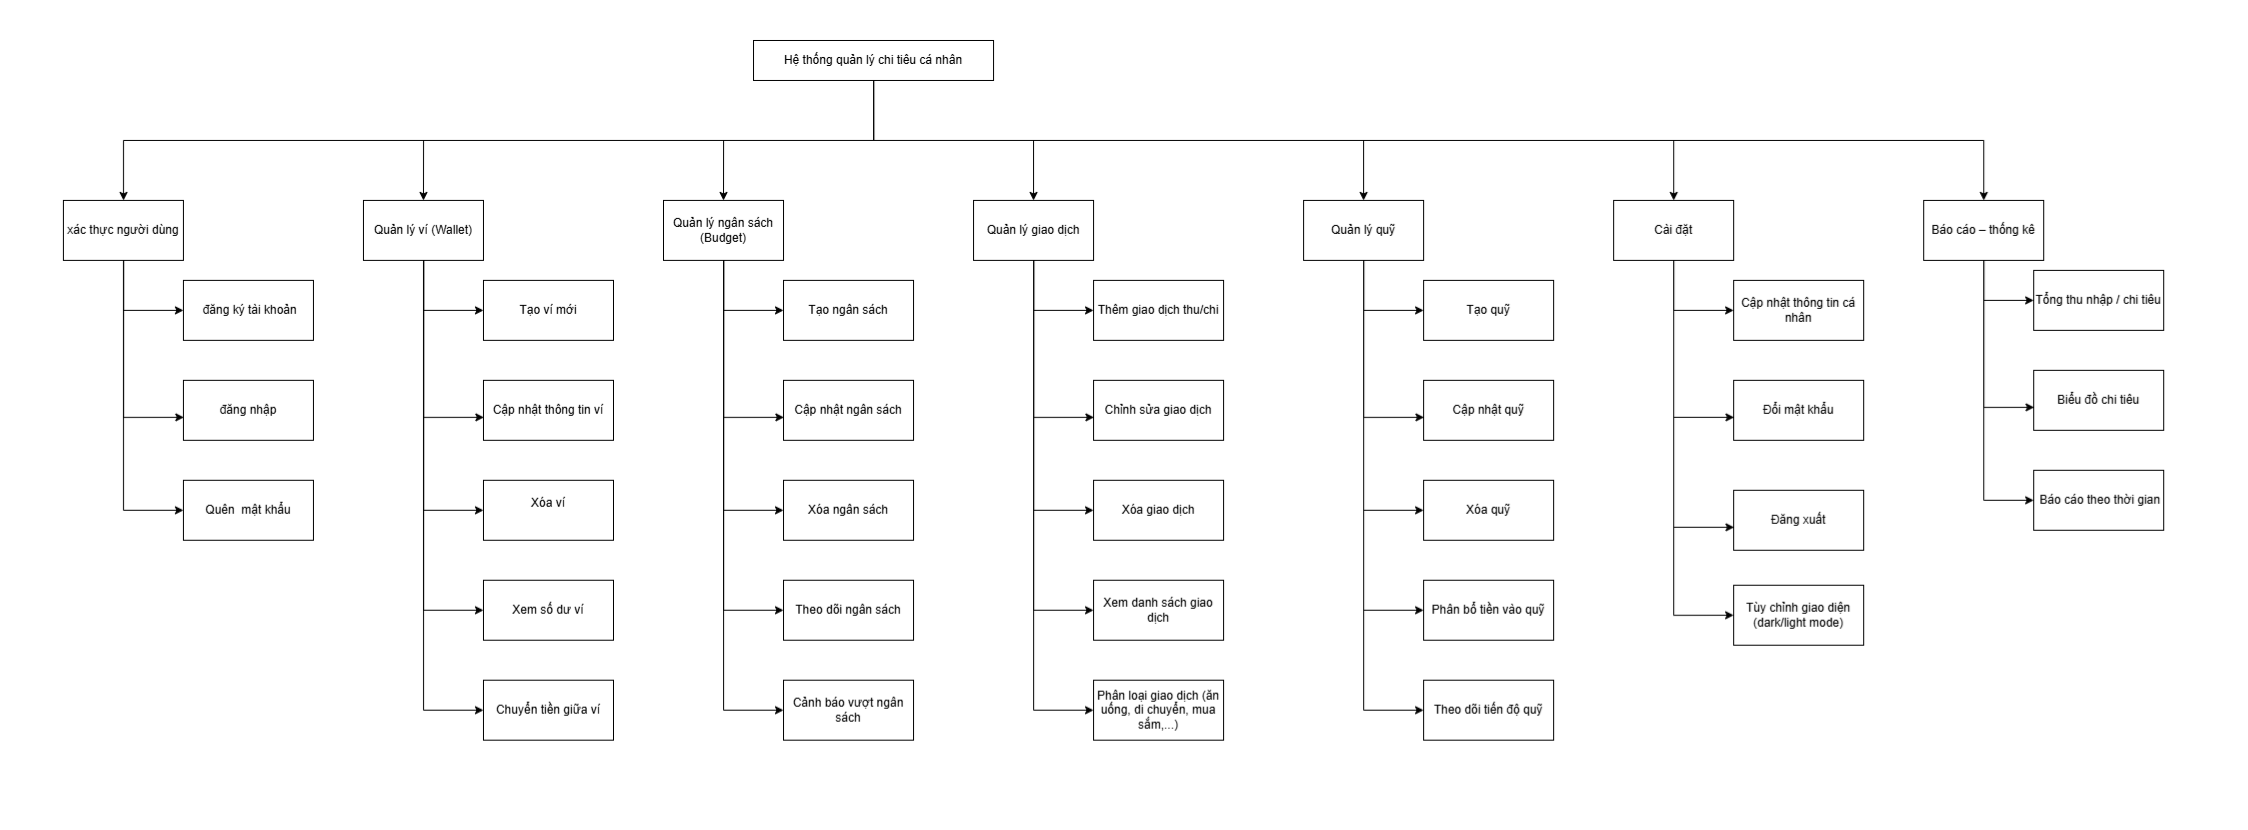 Hệ thống quản lý chi tiêu cá nhân
xác thực người dùng
đăng ký tài khoản
đăng nhập
Quên  mật khẩu
Quản lý ví (Wallet)
Tạo ví mới
Cập nhật thông tin ví
Xóa ví
Xem số dư ví
Chuyển tiền giữa ví
Quản lý ngân sách
(Budget)
Tạo ngân sách
Cập nhật ngân sách
Xóa ngân sách
Theo dõi ngân sách
Cảnh báo vượt ngân
sách
Quản lý giao dịch
Thêm giao dịch thu/chi
Chỉnh sửa giao dịch
Xóa giao dịch
Xem danh sách giao
dịch
Phân loại giao dịch (ăn
uống, di chuyển, mua
sắm,...)
Quản lý quỹ
Tạo quỹ
Cập nhật quỹ
Xóa quỹ
Phân bổ tiền vào quỹ
Theo dõi tiến độ quỹ
Cài đặt
Cập nhật thông tin cá
nhân
Đổi mật khẩu
Đăng xuất
Tùy chỉnh giao diện
(dark/light mode)
Báo cáo – thống kê
Tổng thu nhập / chi tiêu
Biểu đồ chi tiêu
Báo cáo theo thời gian